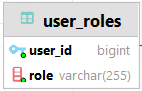 user_roles
user_id bigint
role varchar(255)